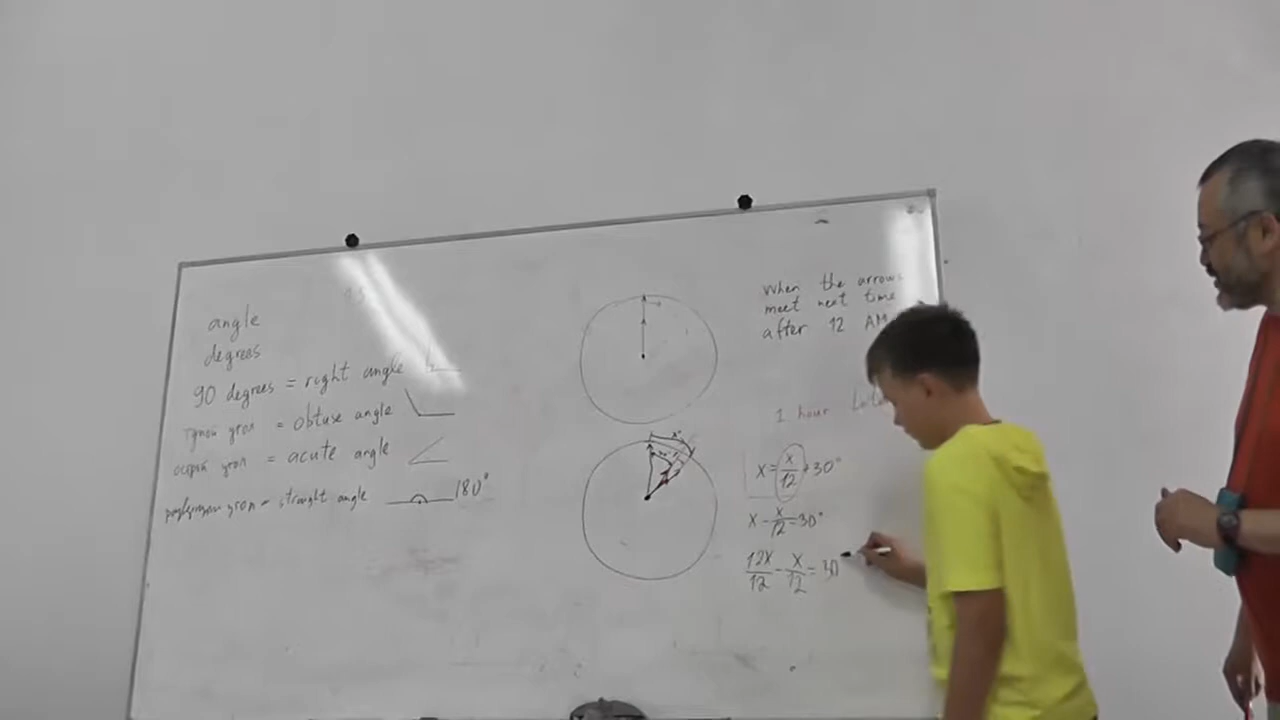 angle
degrees
90 degrees = right angle
тупой угол = obtuse angle
острый угол = acute angle
угол = straight angle 180°
When the arrows
meet next time
after 12 AM
1 hour
x = x/12 + 30°
x - x/12 = 30°
12x/12 - x/12 = 30